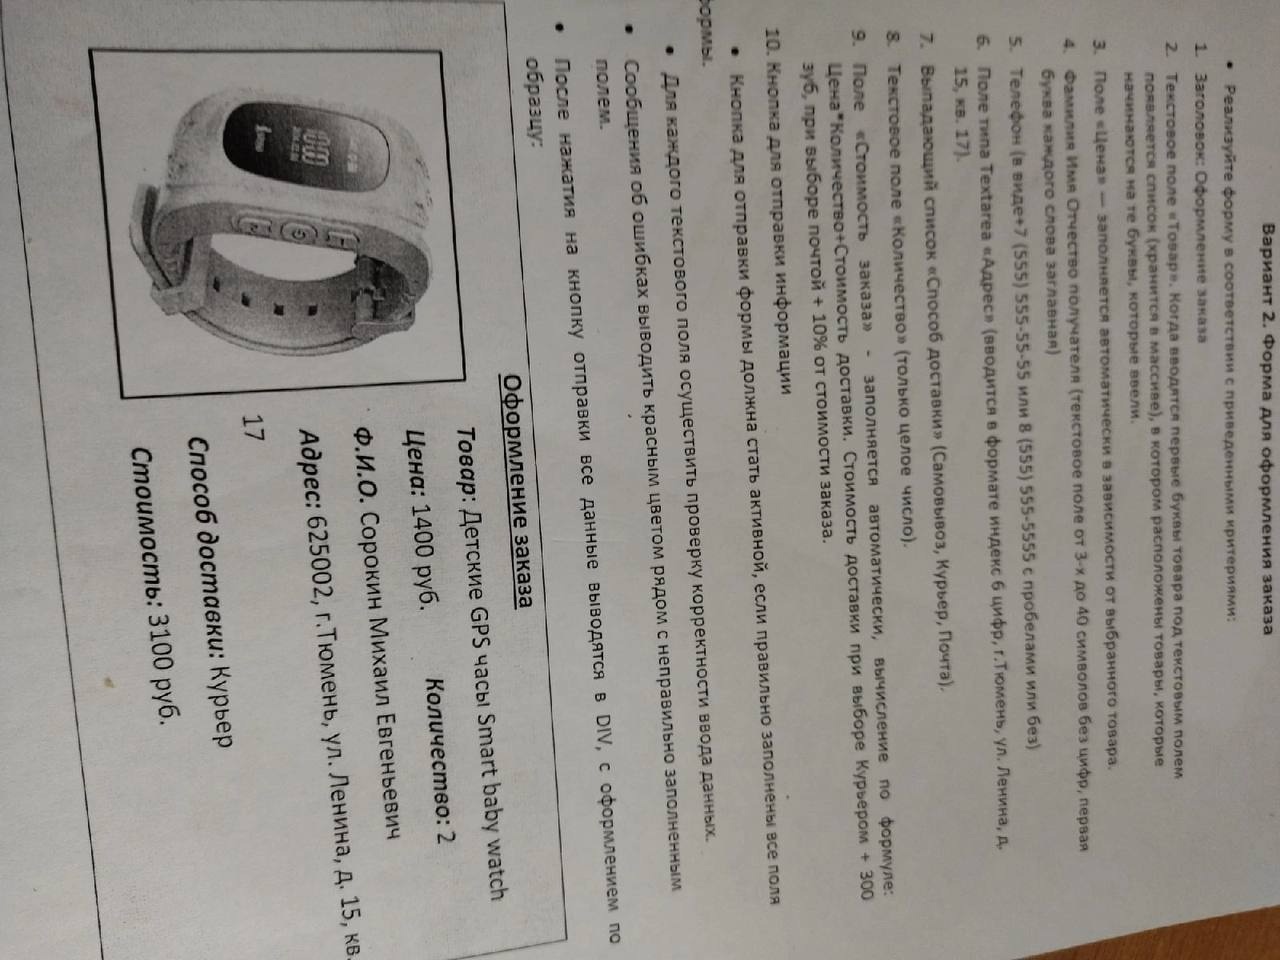 Вариант 2. Форма для оформления заказа
• Реализуйте форму в соответствии с приведенными критериями:
1. Заголовок: Оформление заказа
2. Текстовое поле «Товар». Когда вводятся первые буквы товара под текстовым полем
появляется список (хранится в массиве), в котором расположены товары, которые
начинаются на те буквы, которые ввели.
3. Поле «Цена» — заполняется автоматически в зависимости от выбранного товара.
4. Фамилия Имя Отчество получателя (текстовое поле от 3-х до 40 символов без цифр, первая
буква каждого слова заглавная)
5. Телефон (в виде+7 (555) 555-55-55 или 8 (555) 555-5555 с пробелами или без)
6. Поле типа Textarea «Адрес» (вводится в формате индекс 6 цифр, г.Тюмень, ул. Ленина, д.
15, кв. 17).
7. Выпадающий список «Способ доставки» (Самовывоз, Курьер, Почта).
8. Текстовое поле «Количество» (только целое число).
9. Поле «Стоимость заказа» - заполняется автоматически, вычисление по формуле:
Цена*Количество+Стоимость доставки. Стоимость доставки при выборе Курьером + 300
зуб, при выборе почтой + 10% от стоимости заказа.
10. Кнопка для отправки информации
• Кнопка для отправки формы должна стать активной, если правильно заполнены все поля
формы.
• Для каждого текстового поля осуществить проверку корректности ввода данных.
• Сообщения об ошибках выводить красным цветом рядом с неправильно заполненным
полем.
• После нажатия на кнопку отправки все данные выводятся в DIV, с оформлением по
образцу:
Оформление заказа
Товар: Детские GPS часы Smart baby watch
Цена: 1400 руб. Количество: 2
Ф.И.О. Сорокин Михаил Евгеньевич
Адрес: 625002, г.Тюмень, ул. Ленина, д. 15, кв.
17
Способ доставки: Курьер
Стоимость: 3100 руб.
10:00